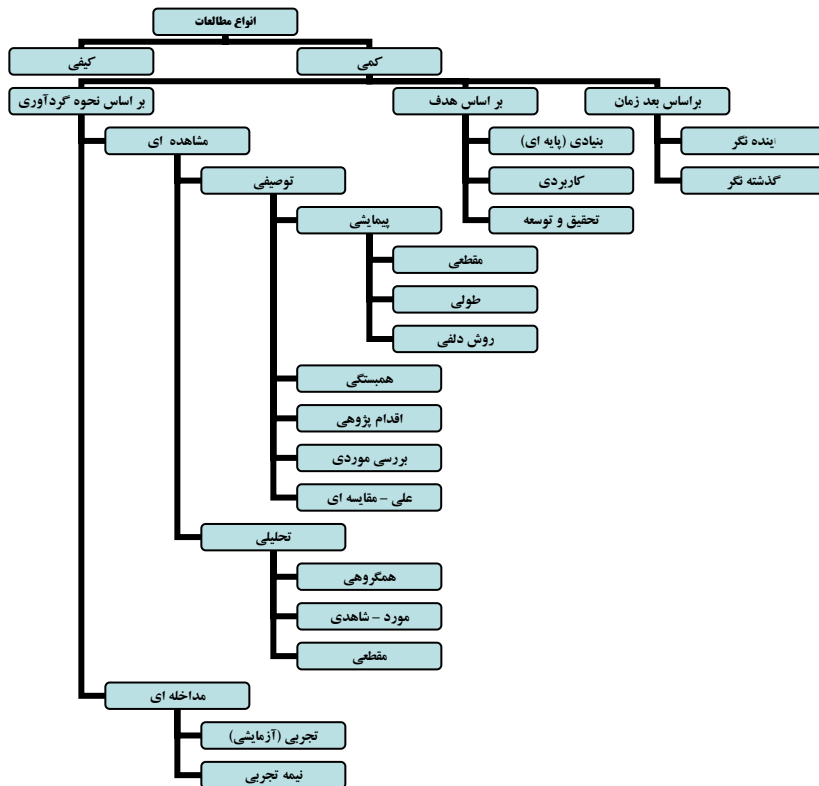 انواع مطالعات
کمی
کیفی
براساس بعد زمان
بر اساس هدف
بر اساس نحوه گردآوری
آینده نگر
گذشته نگر
بنیادی (پایه ای)
کاربردی
تحقیق و توسعه
مشاهده ای
توصیفی
پیمایشی
مقطعی
طولی
روش دلفی
همبستگی
اقدام پژوهی
بررسی موردی
علی – مقایسه ای
تحلیلی
همگروهی
مورد – شاهدی
مقطعی
مداخله ای
تجربی (آزمایشی)
نیمه تجربی